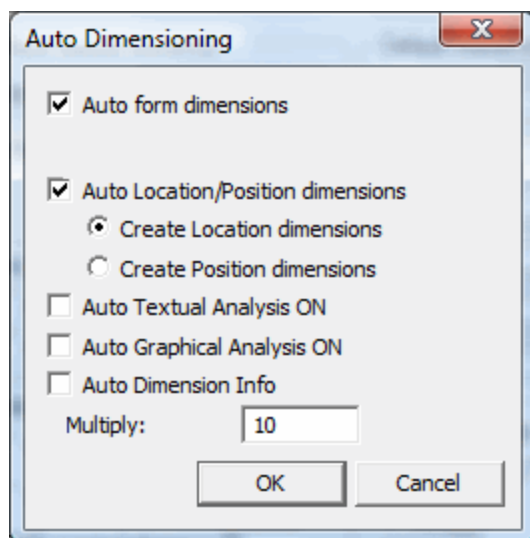 Auto Dimensioning
Auto form dimensions
Auto Location/Position dimensions
Create Location dimensions
Create Position dimensions
Auto Textual Analysis ON
Auto Graphical Analysis ON
Auto Dimension Info
Multiply: 10
OK Cancel